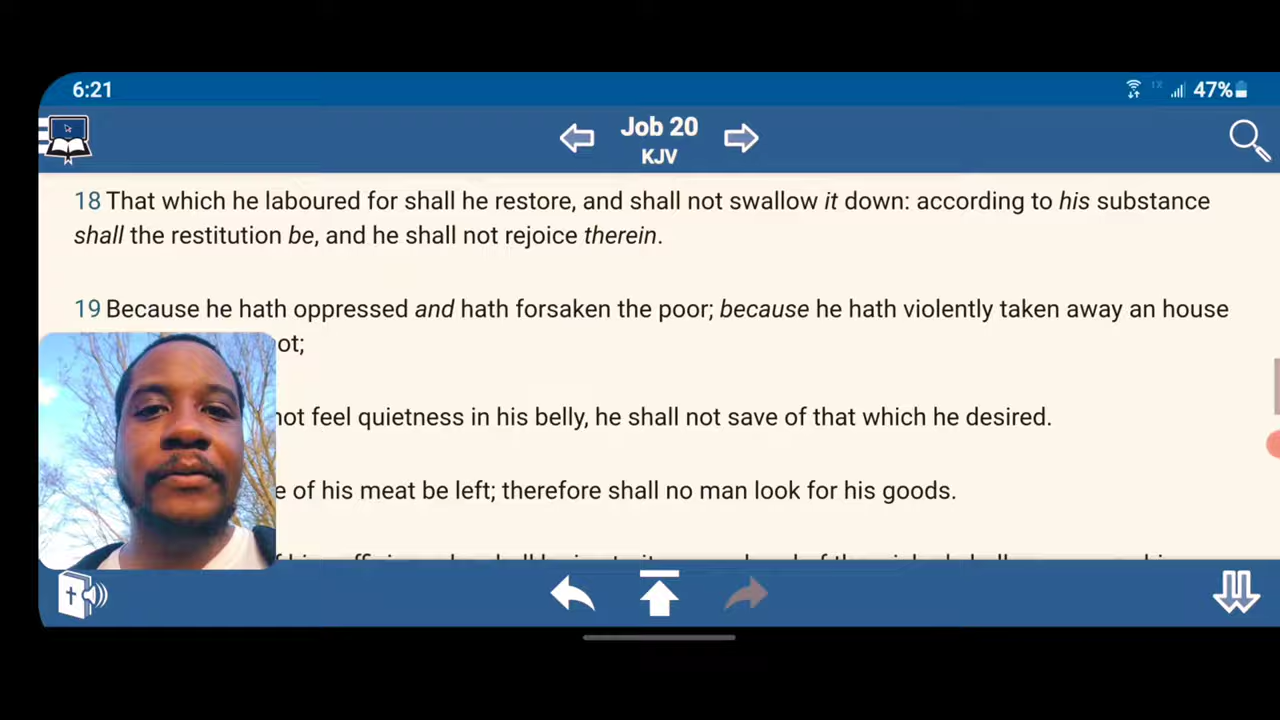 6:21
1X
47%
Job 20
KJV
18 That which he laboured for shall he restore, and shall not swallow it down: according to his substance
shall the restitution be, and he shall not rejoice therein.
19 Because he hath oppressed and hath forsaken the poor; because he hath violently taken away an house
ot;
not feel quietness in his belly, he shall not save of that which he desired.
e of his meat be left; therefore shall no man look for his goods.